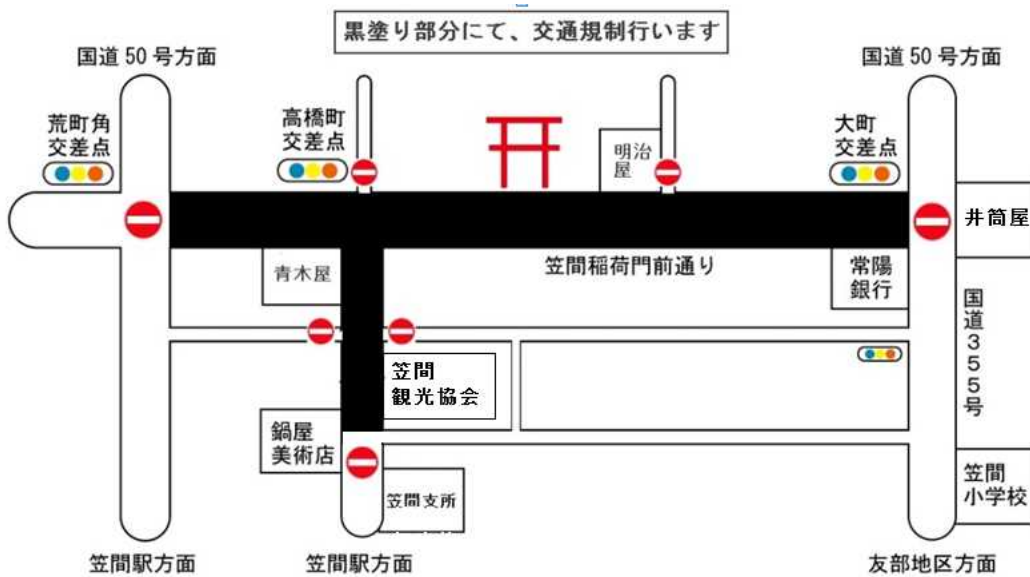 黒塗り部分にて、交通規制行います
国道50号方面
国道50号方面
荒町角
交差点
高橋町
交差点
明治
屋
大町
交差点
井筒屋
青木屋
笠間稲荷門前通り
常陽
銀行
国道355号
笠間
観光協会
鍋屋
美術店
笠間支所
笠間
小学校
笠間駅方面
笠間駅方面
友部地区方面